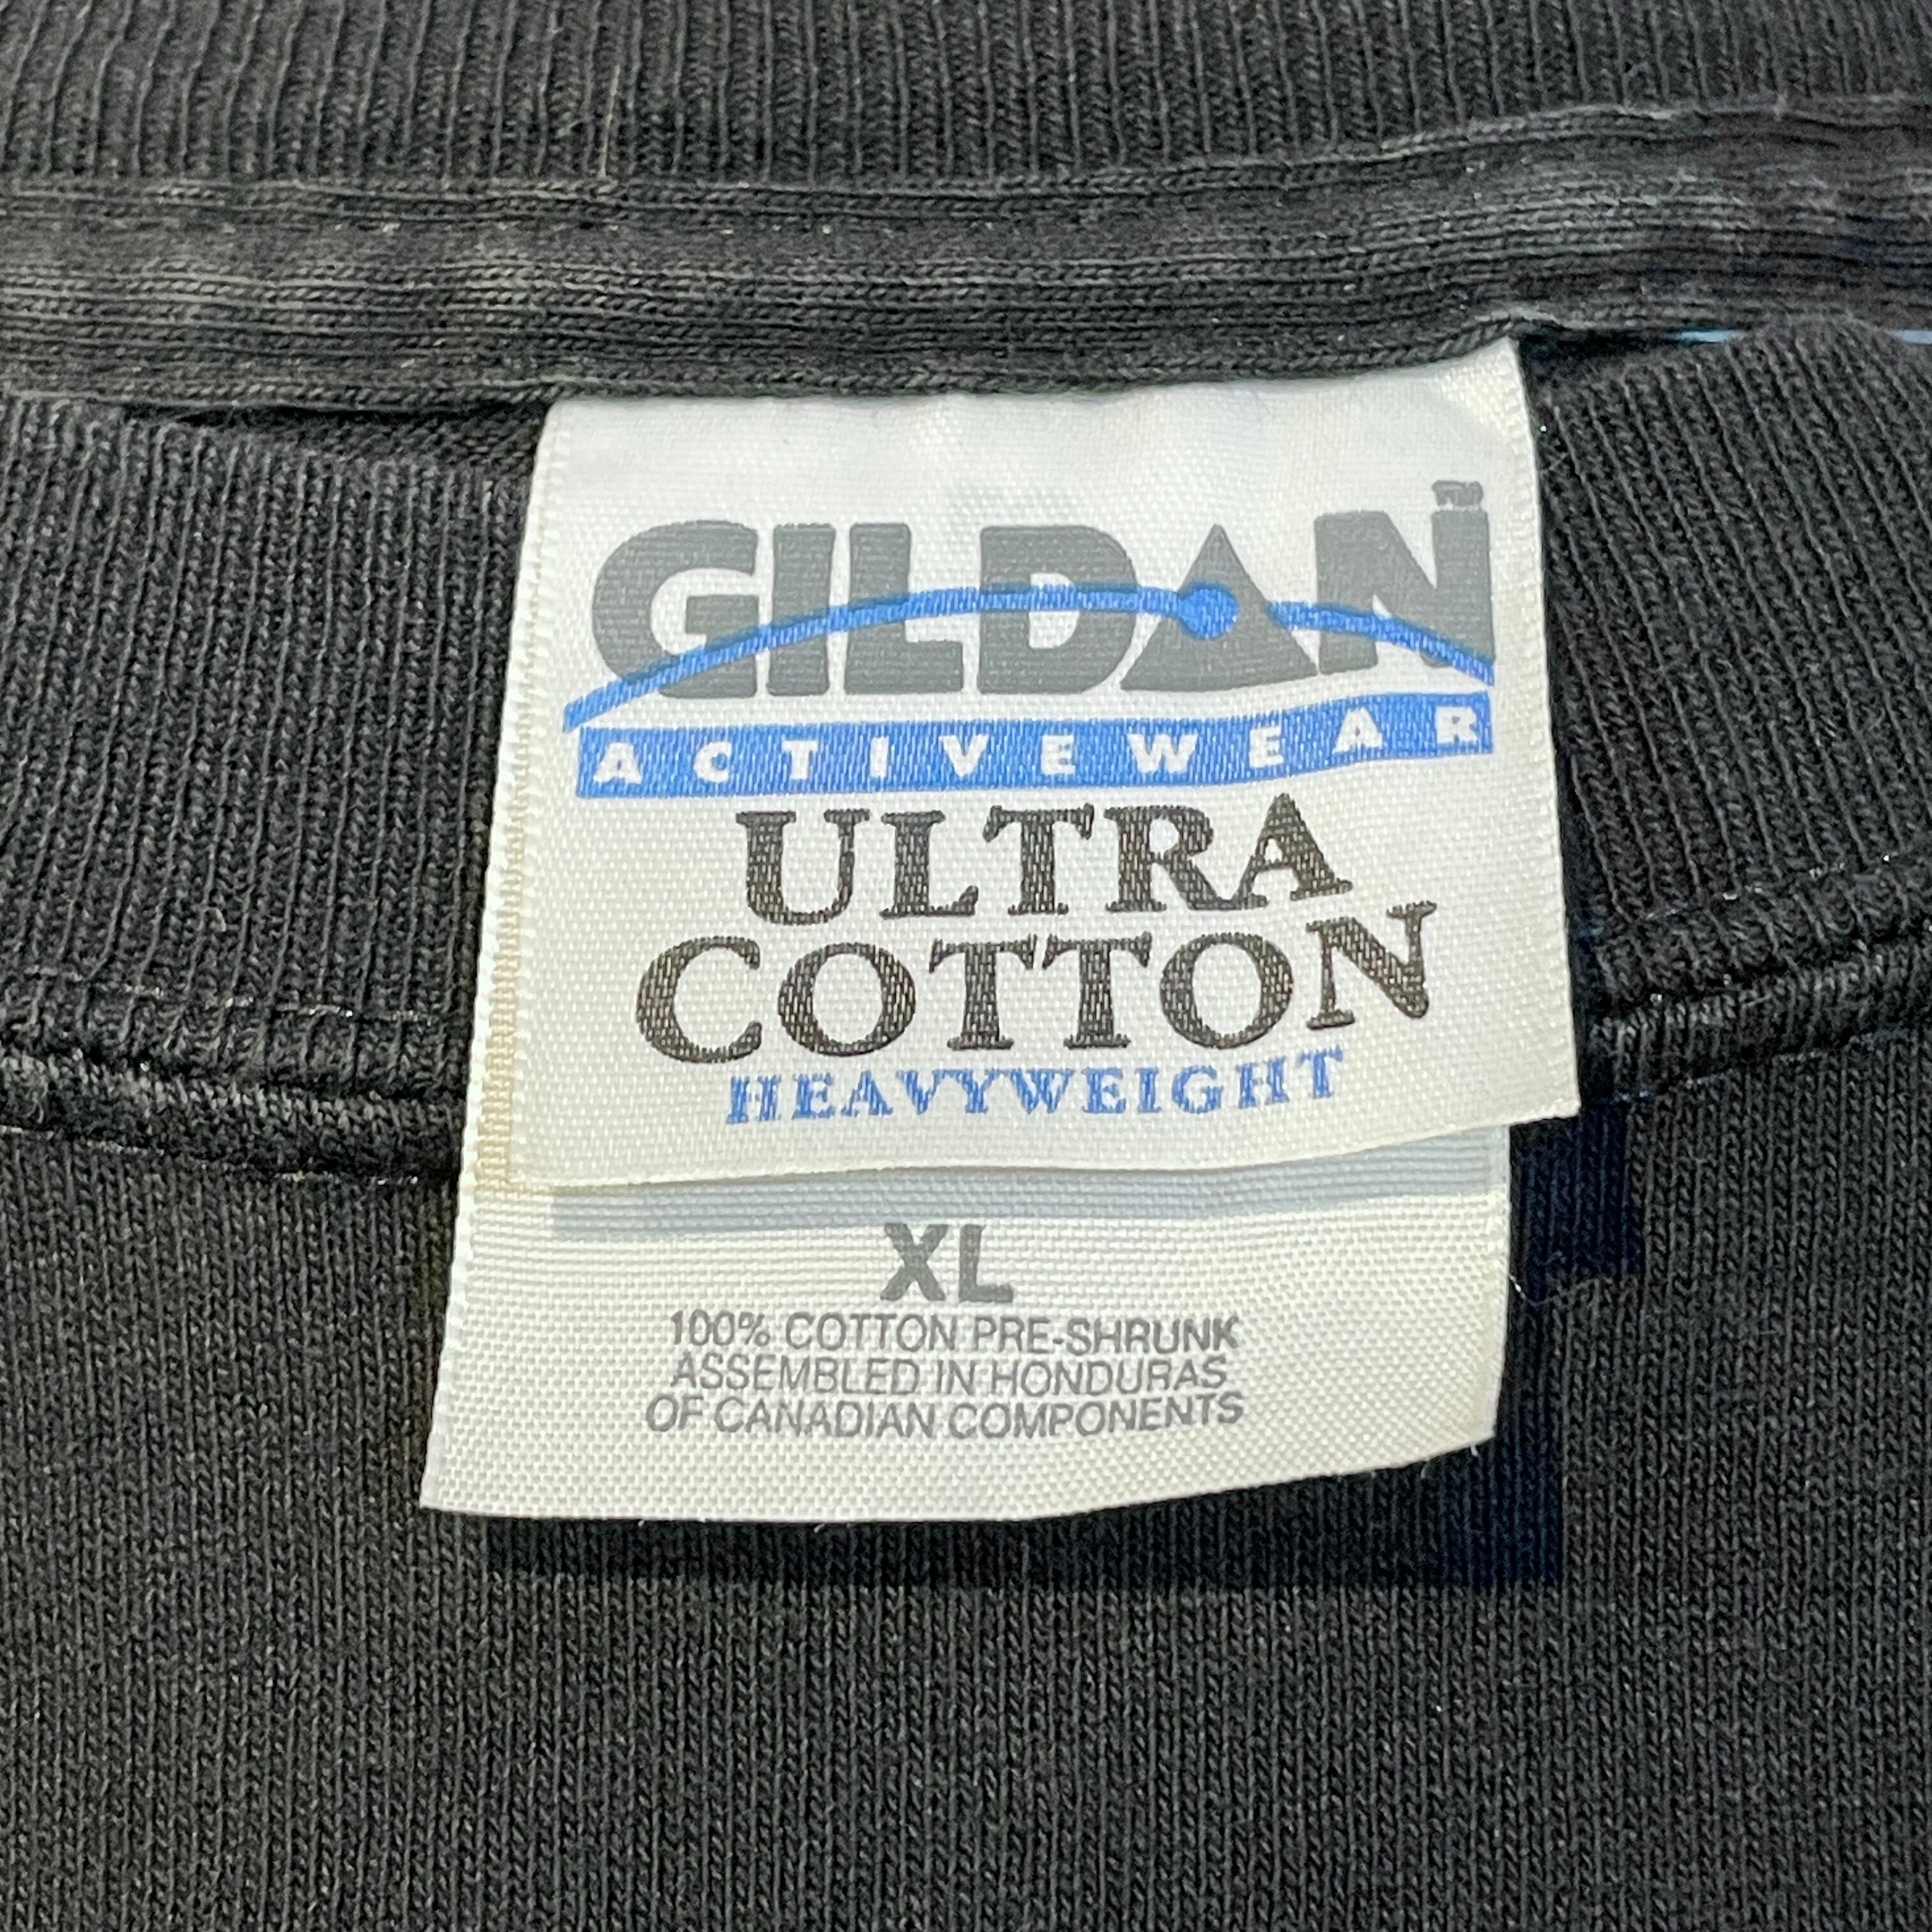 GILDAN
ACTIVEWEAR
ULTRA
COTTON
HEAVYWEIGHT
XL
100% COTTON PRE-SHRUNK
ASSEMBLED IN HONDURAS
OF CANADIAN COMPONENTS